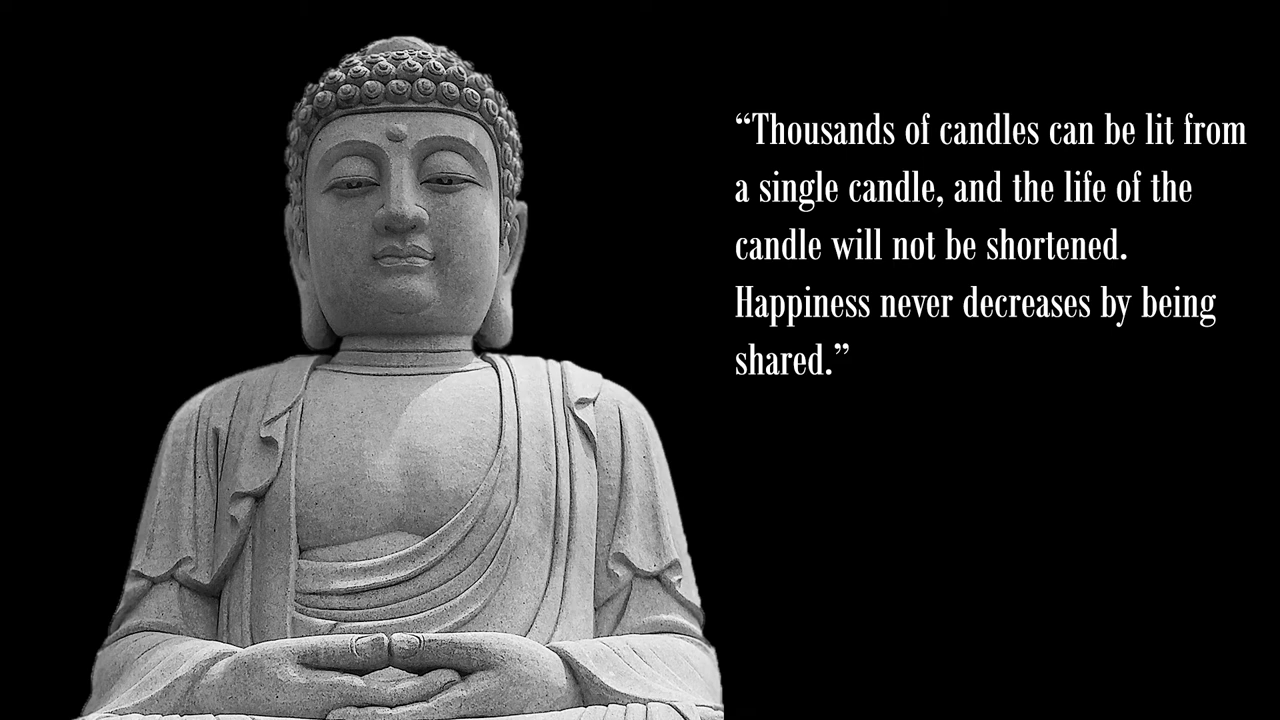 “Thousands of candles can be lit from
a single candle, and the life of the
candle will not be shortened.
Happiness never decreases by being
shared.”